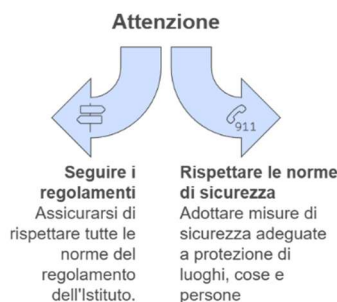 Attenzione
911
Seguire i
regolamenti
Assicurarsi di
rispettare tutte le
norme del
regolamento
dell'Istituto.
Rispettare le norme
di sicurezza
Adottare misure di
sicurezza adeguate
a protezione di
luoghi, cose e
persone